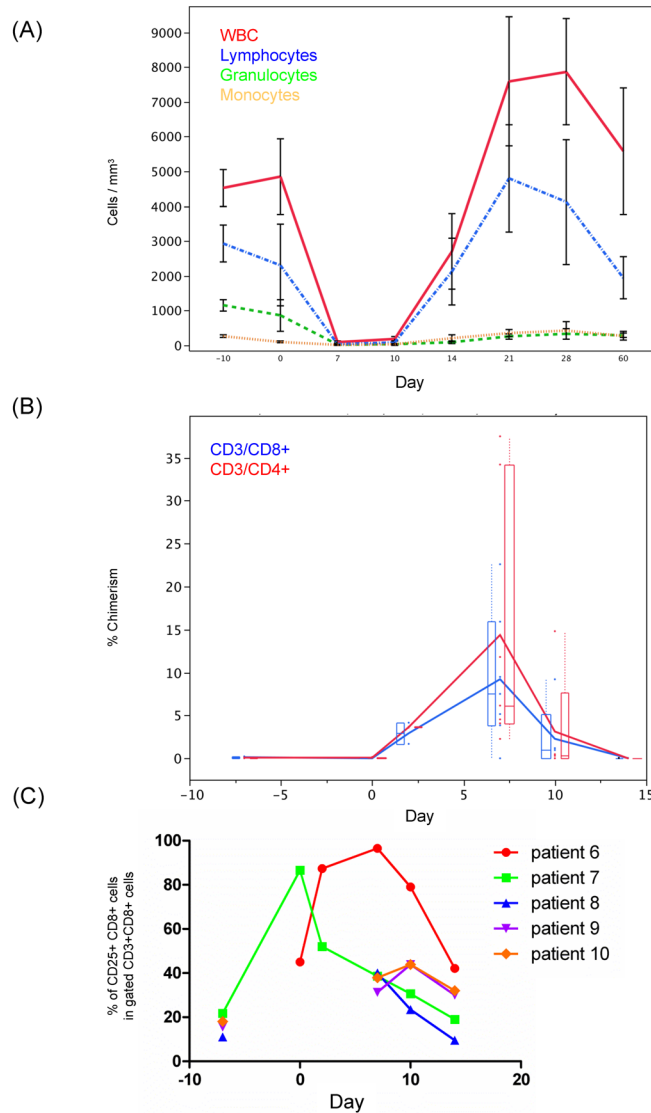 (A)
WBC
Lymphocytes
Granulocytes
Monocytes
Cells / mm³
9000
8000
7000
6000
5000
4000
3000
2000
1000
0
-10 0 7 10 14 21 28 60
Day
(B)
CD3/CD8+
CD3/CD4+
% Chimerism
35
30
25
20
15
10
5
0
-10 -5 0 5 10 15
Day
(C)
% of CD25+ CD8+ cells
in gated CD3+CD8+ cells
100
80
60
40
20
0
-10 0 10 20
Day
patient 6
patient 7
patient 8
patient 9
patient 10